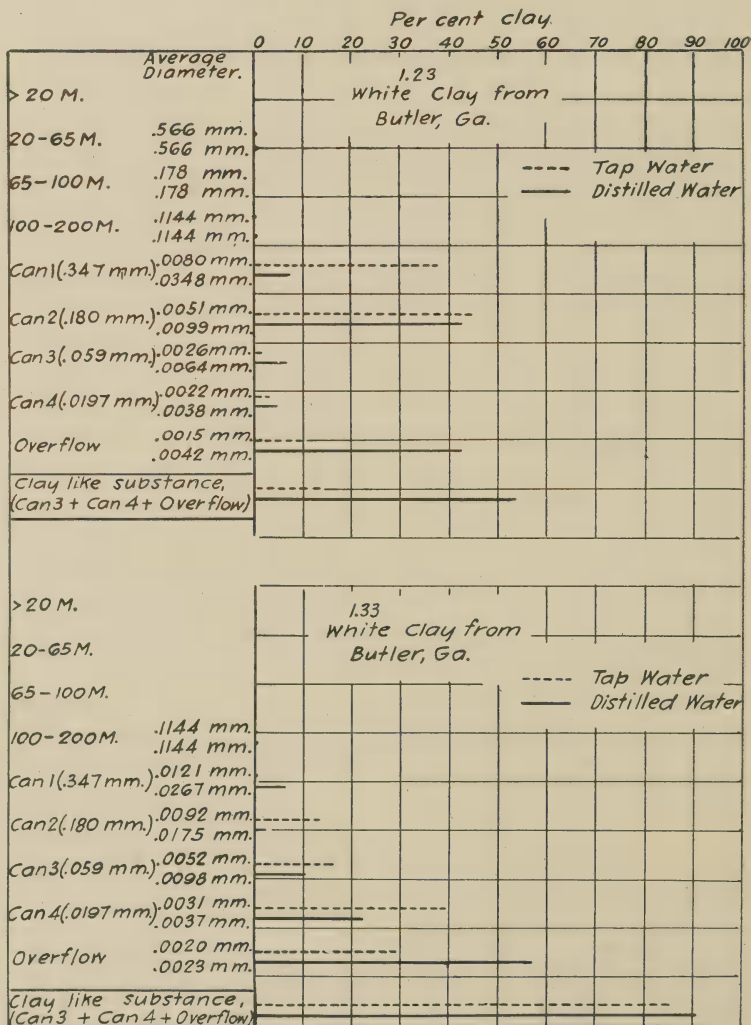 Per cent clay.
0 10 20 30 40 50 60 70 80 90 100
Average
Diameter.
1.23
White Clay from
Butler, Ga.
> 20 M.
20-65 M. .566 mm.
.566 mm.
65-100 M. .178 mm.
.178 mm.
100-200 M. .1144 mm.
.1144 mm.
---- Tap Water
— Distilled Water
Can 1 (.347 mm.) .0080 mm.
.0348 mm.
Can 2 (.180 mm.) .0051 mm.
.0099 mm.
Can 3 (.059 mm.) .0026 mm.
.0064 mm.
Can 4 (.0197 mm.) .0022 mm.
.0038 mm.
Overflow .0015 mm.
.0042 mm.
Clay like substance,
(Can 3 + Can 4 + Overflow)
1.33
White Clay from
Butler, Ga.
> 20 M.
20-65 M.
65-100 M.
---- Tap Water
— Distilled Water
100-200 M. .1144 mm.
.1144 mm.
Can 1 (.347 mm.) .0121 mm.
.0267 mm.
Can 2 (.180 mm.) .0092 mm.
.0175 mm.
Can 3 (.059 mm.) .0052 mm.
.0098 mm.
Can 4 (.0197 mm.) .0031 mm.
.0037 mm.
Overflow .0020 mm.
.0023 mm.
Clay like substance,
(Can 3 + Can 4 + Overflow)